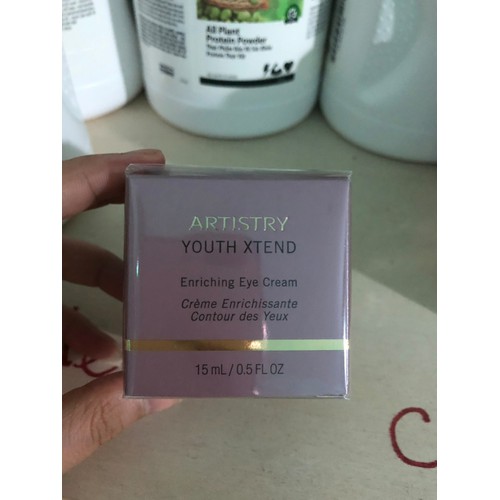 All Plant
Protein Powder
ARTISTRY
YOUTH XTEND
Enriching Eye Cream
Crème Enrichissante
Contour des Yeux
15 mL / 0.5 FL OZ